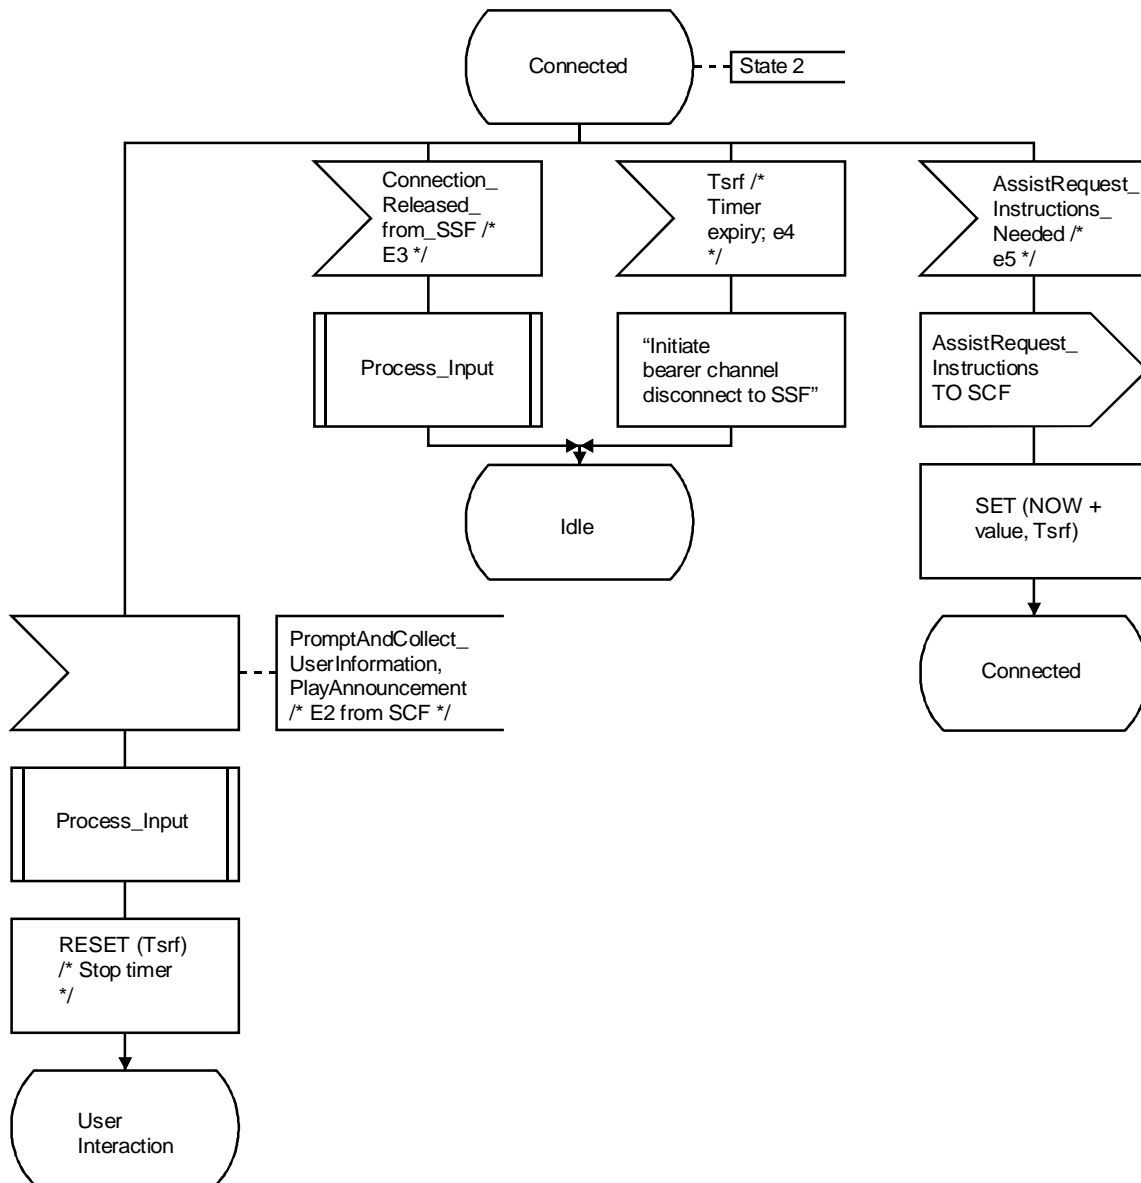 Connected
State 2
Connection_
Released_
from_SSF /*
E3 */
Tsrf /*
Timer
expiry; e4
*/
AssistRequest_
Instructions_
Needed /*
e5 */
Process_Input
“Initiate
bearer channel
disconnect to SSF”
AssistRequest_
Instructions
TO SCF
Idle
SET (NOW +
value, Tsrf)
PromptAndCollect_
UserInformation,
PlayAnnouncement
/* E2 from SCF */
Connected
Process_Input
RESET (Tsrf)
/* Stop timer
*/
User
Interaction